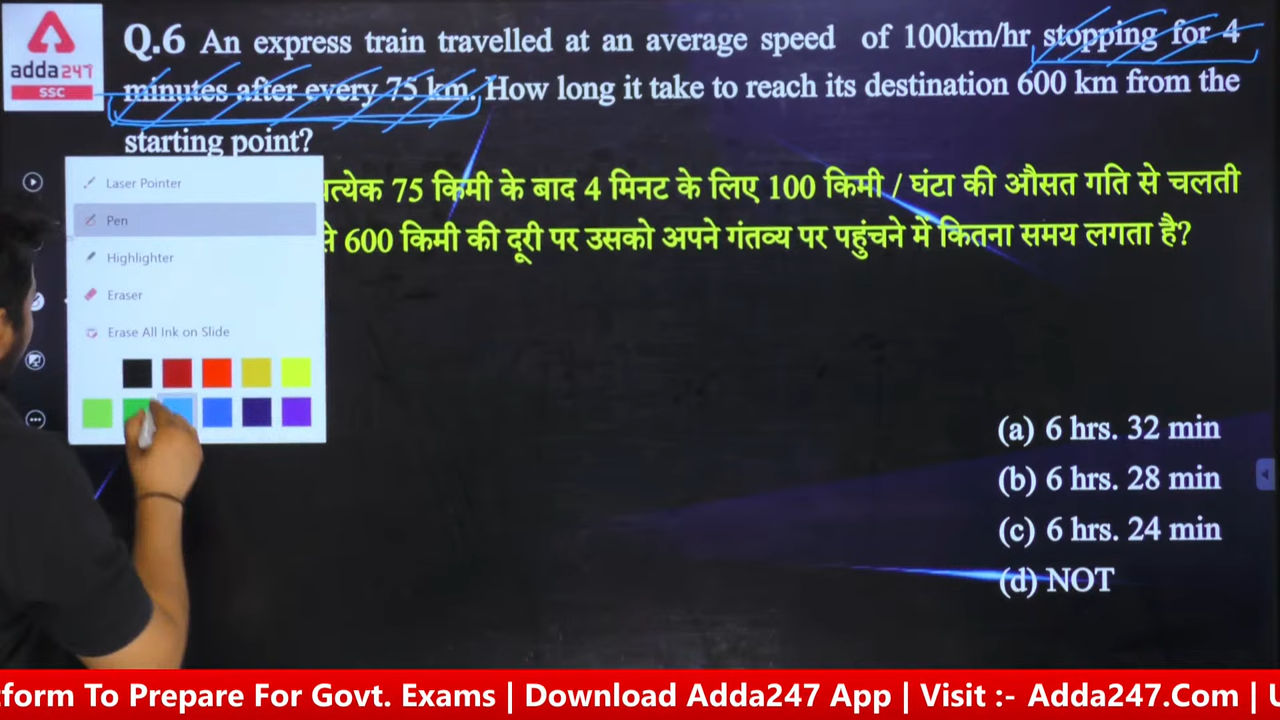 adda247
SSC
Q.6 An express train travelled at an average speed of 100km/hr stopping for 4
minutes after every 75 km. How long it take to reach its destination 600 km from the
starting point?
75 किमी के बाद 4 मिनट के लिए 100 किमी / घंटा की औसत गति से चलती
600 किमी की दूरी पर उसको अपने गंतव्य पर पहुंचने में कितना समय लगता है?
Laser Pointer
Pen
Highlighter
Eraser
Erase All Ink on Slide
(a) 6 hrs. 32 min
(b) 6 hrs. 28 min
(c) 6 hrs. 24 min
(d) NOT
tform To Prepare For Govt. Exams | Download Adda247 App | Visit :- Adda247.Com |